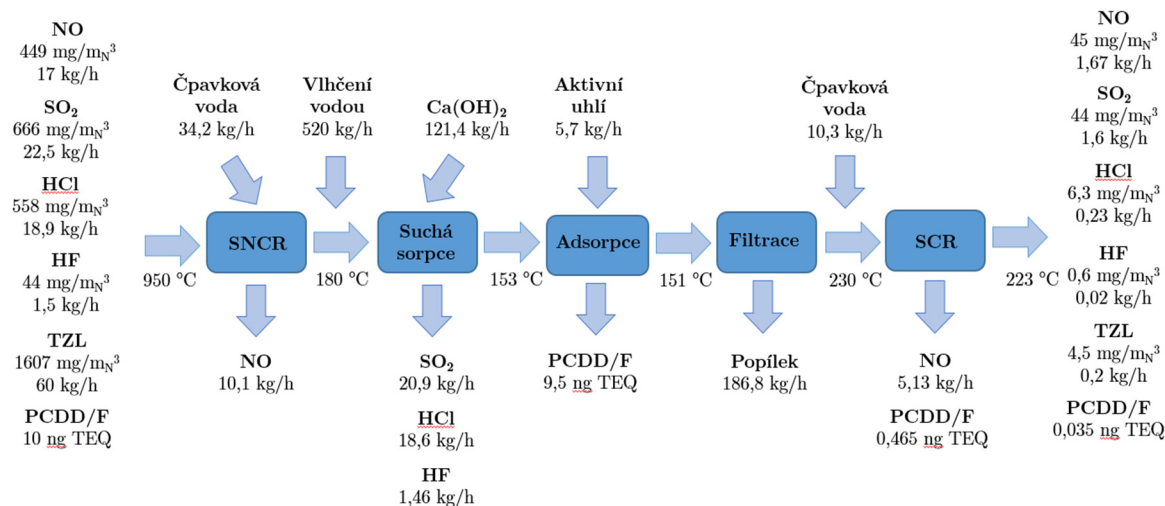 NO
449 mg/mN³
17 kg/h
SO₂
666 mg/mN³
22,5 kg/h
HCl
558 mg/mN³
18,9 kg/h
HF
44 mg/mN³
1,5 kg/h
TZL
1607 mg/mN³
60 kg/h
PCDD/F
10 ng TEQ
Čpavková
voda
34,2 kg/h
Vlhčení
vodou
520 kg/h
Ca(OH)₂
121,4 kg/h
Aktivní
uhlí
5,7 kg/h
Čpavková
voda
10,3 kg/h
950 °C
SNCR
180 °C
Suchá
sorpce
153 °C
Adsorpce
151 °C
Filtrace
230 °C
SCR
223 °C
NO
10,1 kg/h
SO₂
20,9 kg/h
HCl
18,6 kg/h
HF
1,46 kg/h
PCDD/F
9,5 ng TEQ
Popílek
186,8 kg/h
NO
5,13 kg/h
PCDD/F
0,465 ng TEQ
NO
45 mg/mN³
1,67 kg/h
SO₂
44 mg/mN³
1,6 kg/h
HCl
6,3 mg/mN³
0,23 kg/h
HF
0,6 mg/mN³
0,02 kg/h
TZL
4,5 mg/mN³
0,2 kg/h
PCDD/F
0,035 ng TEQ